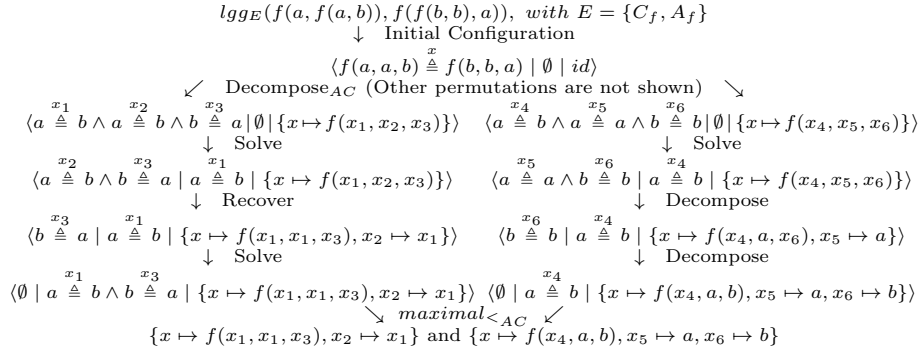 lgg_E(f(a, f(a, b)), f(f(b, b), a)), with E = {C_f, A_f}
↓ Initial Configuration
⟨f(a, a, b) ≜^x f(b, b, a) | ∅ | id⟩
↙ Decompose_AC (Other permutations are not shown) ↘
⟨a ≜^{x_1} b ∧ a ≜^{x_2} b ∧ b ≜^{x_3} a | ∅ | {x ↦ f(x_1, x_2, x_3)}⟩ ⟨a ≜^{x_4} b ∧ a ≜^{x_5} a ∧ b ≜^{x_6} b | ∅ | {x ↦ f(x_4, x_5, x_6)}⟩
↓ Solve ↓ Solve
⟨a ≜^{x_2} b ∧ b ≜^{x_3} a | a ≜^{x_1} b | {x ↦ f(x_1, x_2, x_3)}⟩ ⟨a ≜^{x_5} a ∧ b ≜^{x_6} b | a ≜^{x_4} b | {x ↦ f(x_4, x_5, x_6)}⟩
↓ Recover ↓ Decompose
⟨b ≜^{x_3} a | a ≜^{x_1} b | {x ↦ f(x_1, x_1, x_3), x_2 ↦ x_1}⟩ ⟨b ≜^{x_6} b | a ≜^{x_4} b | {x ↦ f(x_4, a, x_6), x_5 ↦ a}⟩
↓ Solve ↓ Decompose
⟨∅ | a ≜^{x_1} b ∧ b ≜^{x_3} a | {x ↦ f(x_1, x_1, x_3), x_2 ↦ x_1}⟩ ⟨∅ | a ≜^{x_4} b | {x ↦ f(x_4, a, b), x_5 ↦ a, x_6 ↦ b}⟩
↘ maximal_{<_AC} ↙
{x ↦ f(x_1, x_1, x_3), x_2 ↦ x_1} and {x ↦ f(x_4, a, b), x_5 ↦ a, x_6 ↦ b}